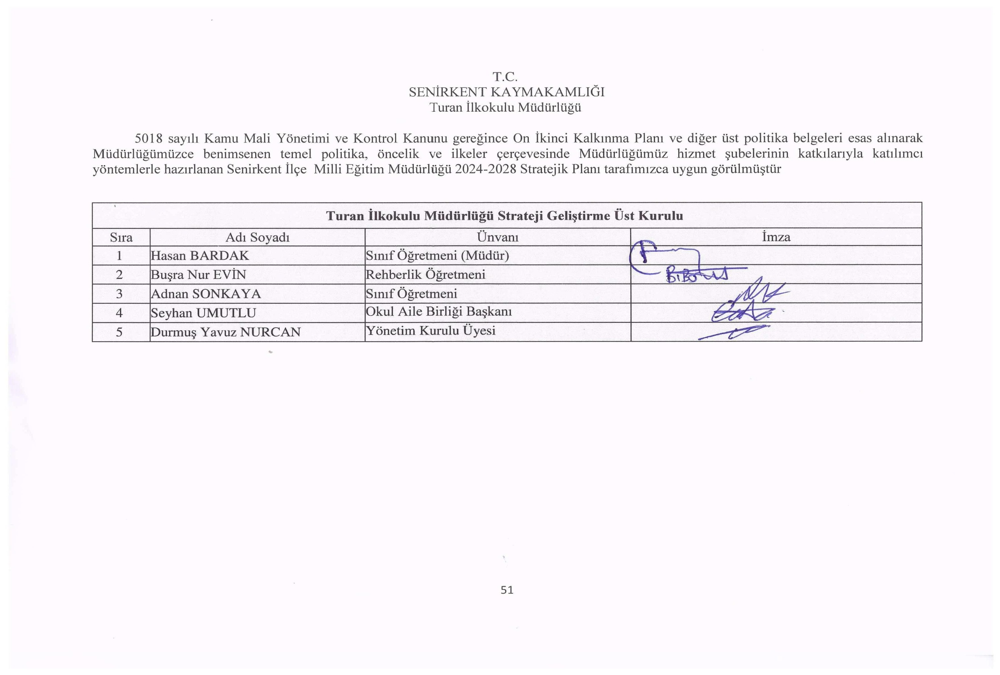 T.C.
SENİRKENT KAYMAKAMLIĞI
Turan İlkokulu Müdürlüğü
5018 sayılı Kamu Mali Yönetimi ve Kontrol Kanunu gereğince On İkinci Kalkınma Planı ve diğer üst politika belgeleri esas alınarak
Müdürlüğümüzce benimsenen temel politika, öncelik ve ilkeler çerçevesinde Müdürlüğümüz hizmet şubelerinin katkılarıyla katılımcı
yöntemlerle hazırlanan Senirkent İlçe Milli Eğitim Müdürlüğü 2024-2028 Stratejik Planı tarafımızca uygun görülmüştür
Turan İlkokulu Müdürlüğü Strateji Geliştirme Üst Kurulu
Sıra Adı Soyadı Ünvanı İmza
1 Hasan BARDAK Sınıf Öğretmeni (Müdür)
2 Buşra Nur EVİN Rehberlik Öğretmeni
3 Adnan SONKAYA Sınıf Öğretmeni
4 Seyhan UMUTLU Okul Aile Birliği Başkanı
5 Durmuş Yavuz NURCAN Yönetim Kurulu Üyesi
51